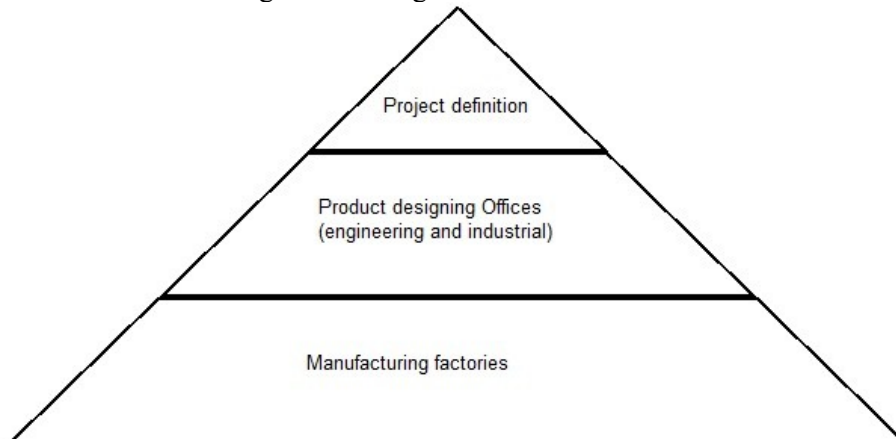 Project definition
Product designing Offices
(engineering and industrial)
Manufacturing factories